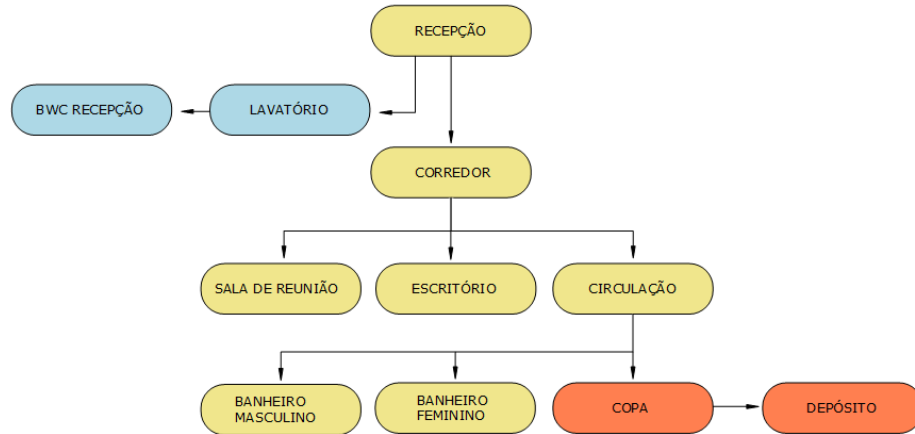 RECEPÇÃO
BWC RECEPÇÃO
LAVATÓRIO
CORREDOR
SALA DE REUNIÃO
ESCRITÓRIO
CIRCULAÇÃO
BANHEIRO
MASCULINO
BANHEIRO
FEMININO
COPA
DEPÓSITO